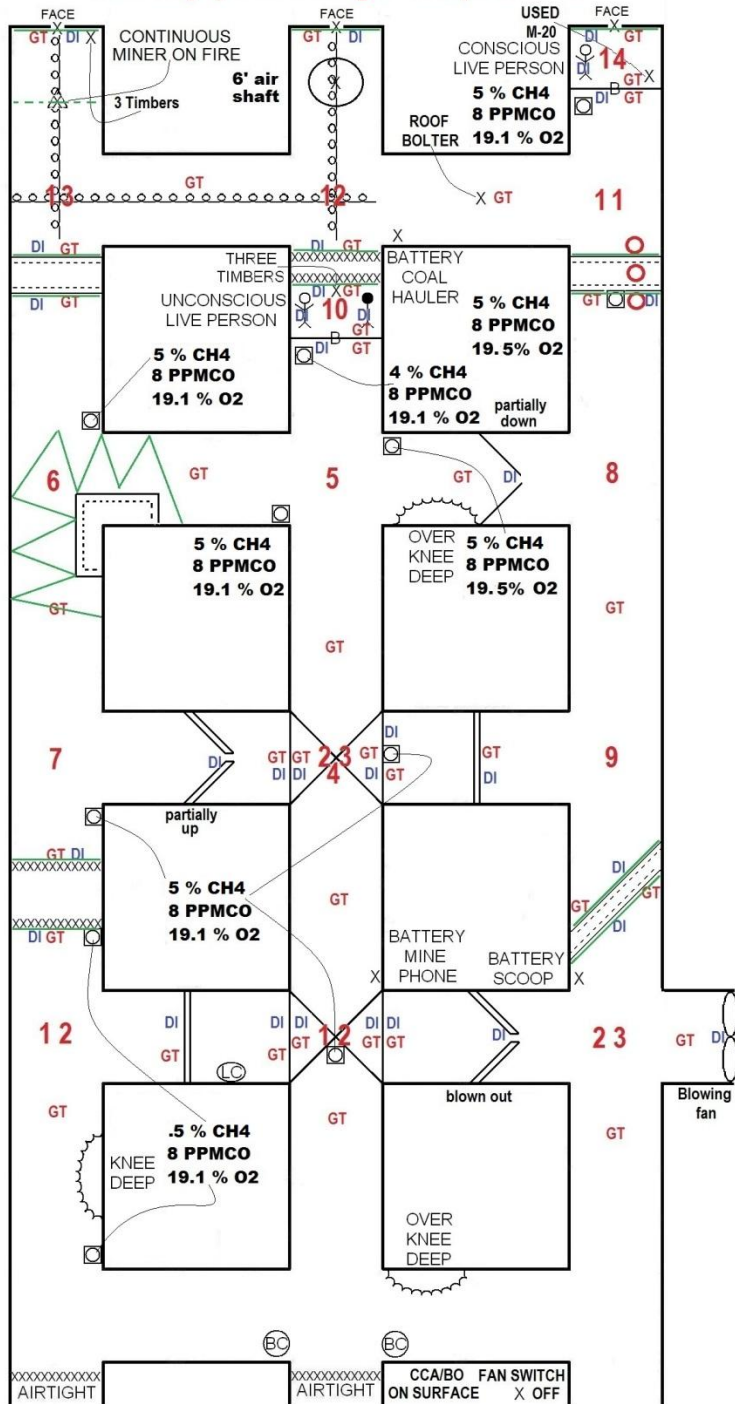 FACE
X
GT DI X
CONTINUOUS
MINER ON FIRE
3 Timbers
6' air
shaft
FACE
X
GT DI
X
USED
M-20
FACE
X
DI GT
CONSCIOUS
LIVE PERSON
DI
14
GT X
B
DI GT
5 % CH4
8 PPMCO
19.1 % O2
ROOF
BOLTER
X GT
13
GT
12
11
DI GT
DI GT
THREE
TIMBERS
DI GT
X
DI GT
UNCONSCIOUS
LIVE PERSON
10
DI DI
GT
B
DI GT
X
BATTERY
COAL
HAULER
5 % CH4
8 PPMCO
19.5% O2
GT DI
5 % CH4
8 PPMCO
19.1 % O2
4 % CH4
8 PPMCO
19.1 % O2
partially
down
6
GT
5
GT
DI
8
5 % CH4
8 PPMCO
19.1 % O2
OVER
KNEE
DEEP
5 % CH4
8 PPMCO
19.5% O2
GT
GT
GT
7
DI
GT GT
DI DI
2 3
4
DI
GT
DI GT
GT
DI
9
partially
up
GT DI
DI GT
5 % CH4
8 PPMCO
19.1 % O2
GT
DI
GT
GT
DI
BATTERY
MINE
PHONE
X
BATTERY
SCOOP
X
1 2
DI
GT
DI DI
GT GT
1 2
DI DI
GT GT
DI
2 3
GT DI
LC
blown out
Blowing
fan
GT
GT
GT
KNEE
DEEP
.5 % CH4
8 PPMCO
19.1 % O2
OVER
KNEE
DEEP
BC
BC
XXXXXXXXXX
AIRTIGHT
XXXXXXXXXX
AIRTIGHT
CCA/BO
ON SURFACE
FAN SWITCH
X OFF